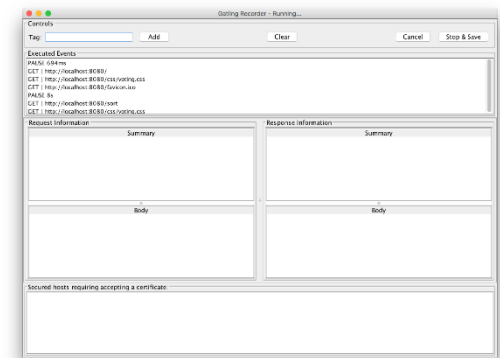 Gatling Recorder - Running...
Controls
Tag: Add Clear Cancel Stop & Save
Executed Events
PAUSE 694ms
GET | http://localhost:8080/
GET | http://localhost:8080/css/voting.css
GET | http://localhost:8080/favicon.ico
PAUSE 8s
GET | http://localhost:8080/sort
GET | http://localhost:8080/css/voting.css
Request Information Response Information
Summary Summary
Body Body
Secured hosts requiring accepting a certificate